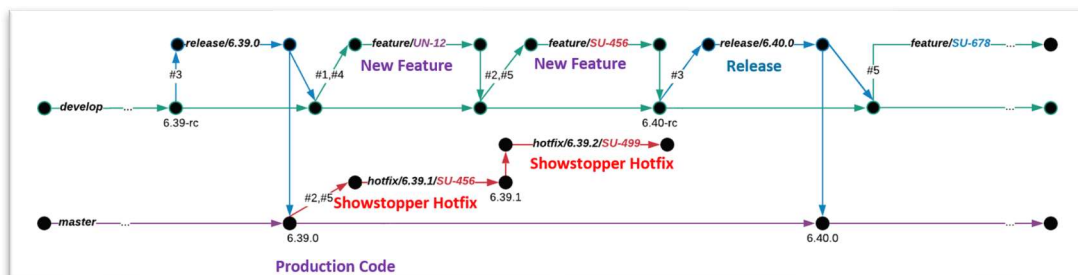 release/6.39.0
feature/UN-12
feature/SU-456
release/6.40.0
feature/SU-678 ...
New Feature
New Feature
Release
#3
#1,#4
#2,#5
#3
#5
develop ...
...
6.39-rc
6.40-rc
hotfix/6.39.2/SU-499
Showstopper Hotfix
hotfix/6.39.1/SU-456
#2,#5
Showstopper Hotfix
6.39.1
master ...
...
6.39.0
6.40.0
Production Code